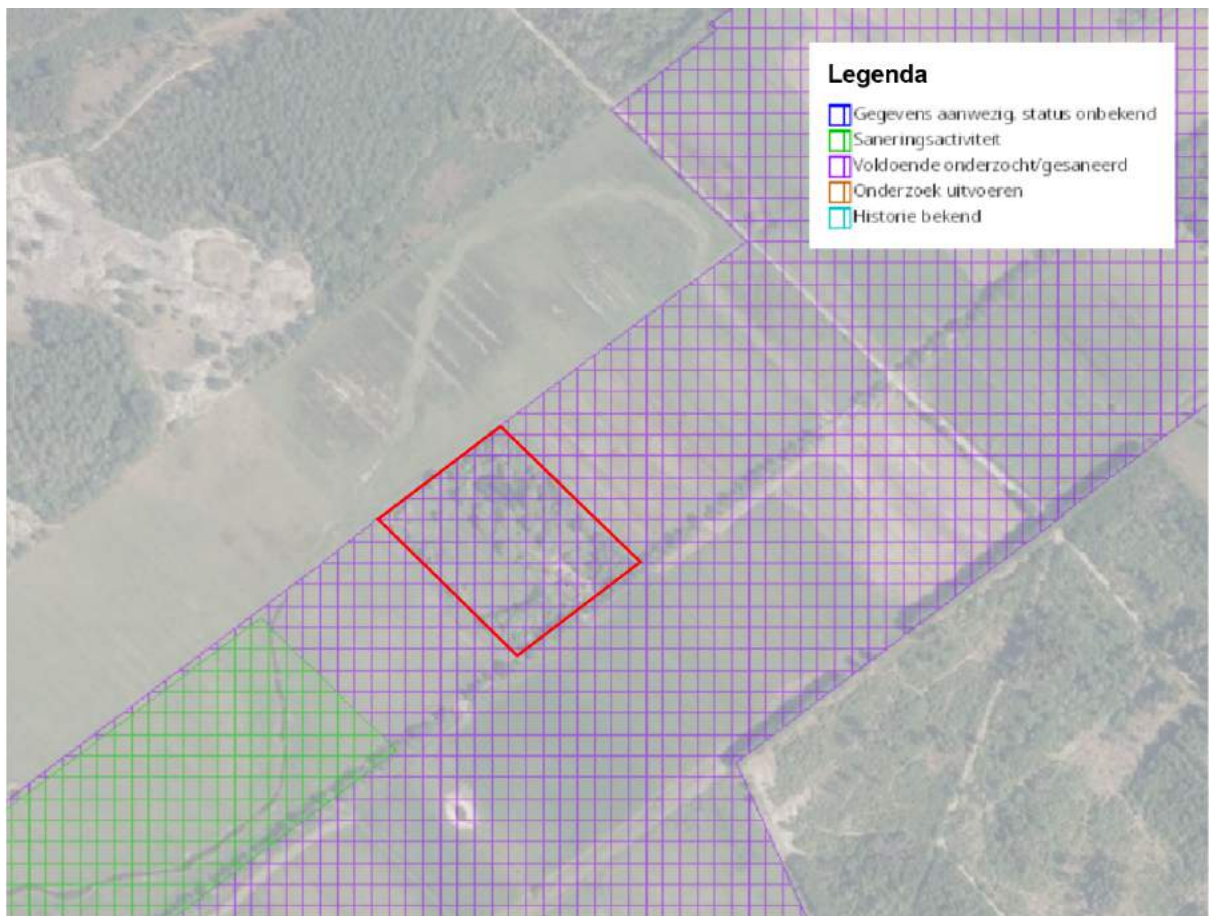 Legenda
Gegevens aanwezig, status onbekend
Saneringsactiviteit
Voldoende onderzocht/gesaneerd
Onderzoek uitvoeren
Historie bekend